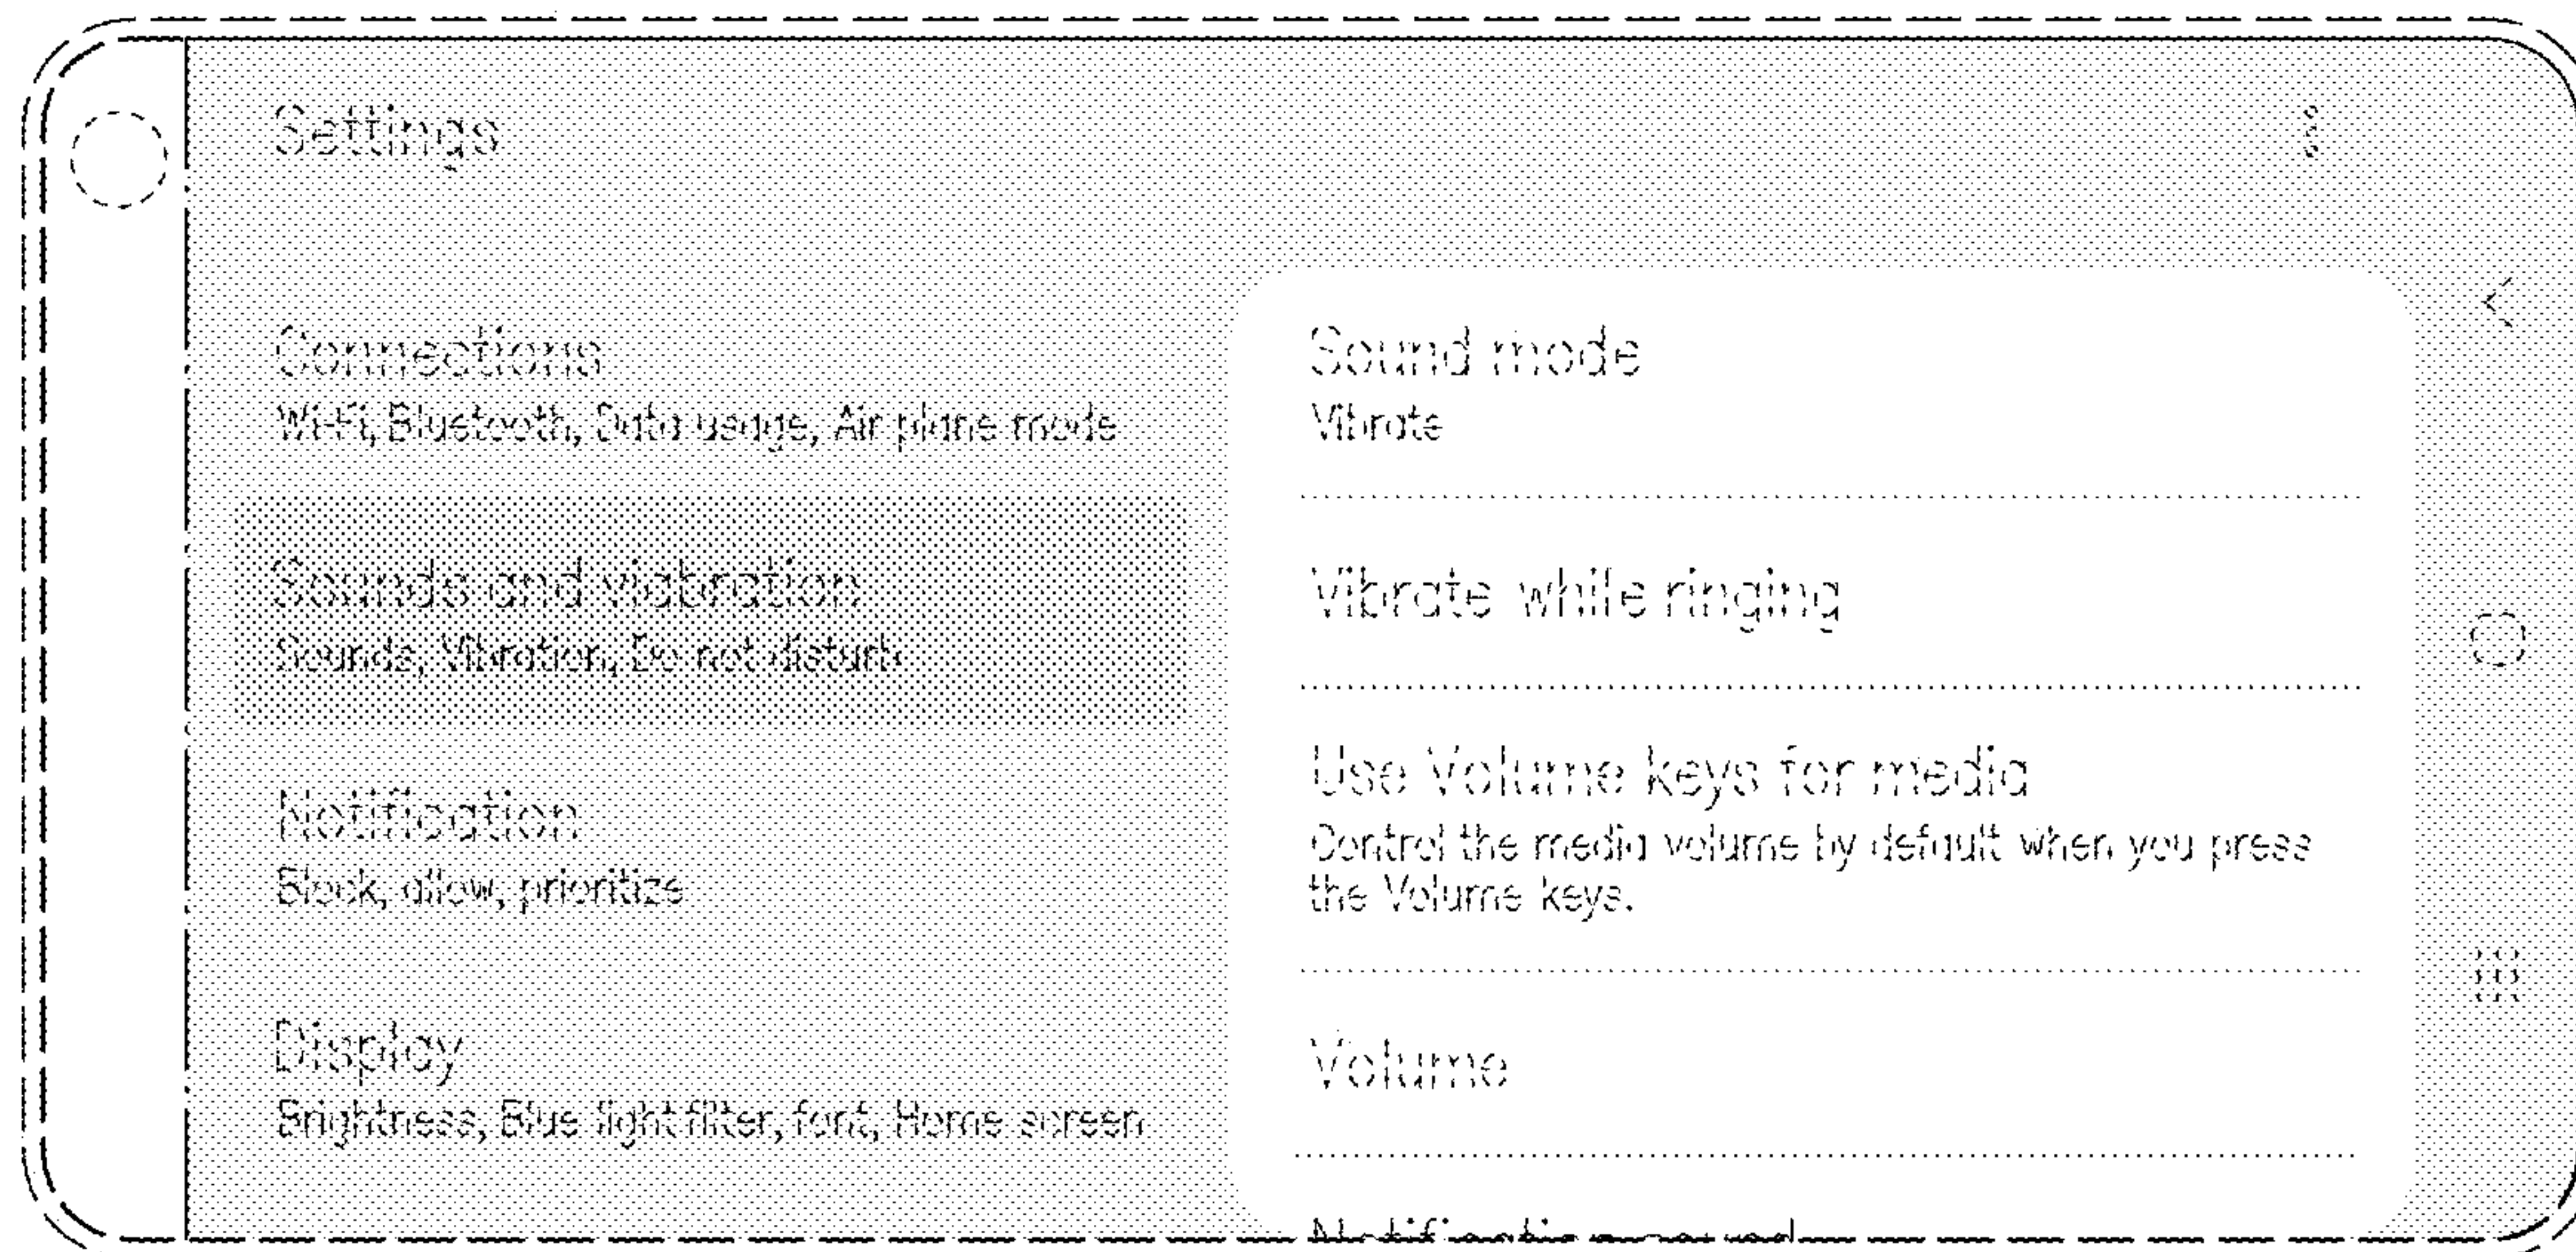 Settings
Connections
Wi-Fi, Bluetooth, Data usage, Air plane mode
Sounds and viabration
Sounds, Vibration, Do not disturb
Notification
Block, allow, prioritize
Display
Brightness, Blue light filter, font, Home screen
Sound mode
Vibrate
Vibrate while ringing
Use Volume keys for media
Control the media volume by default when you press
the Volume keys.
Volume